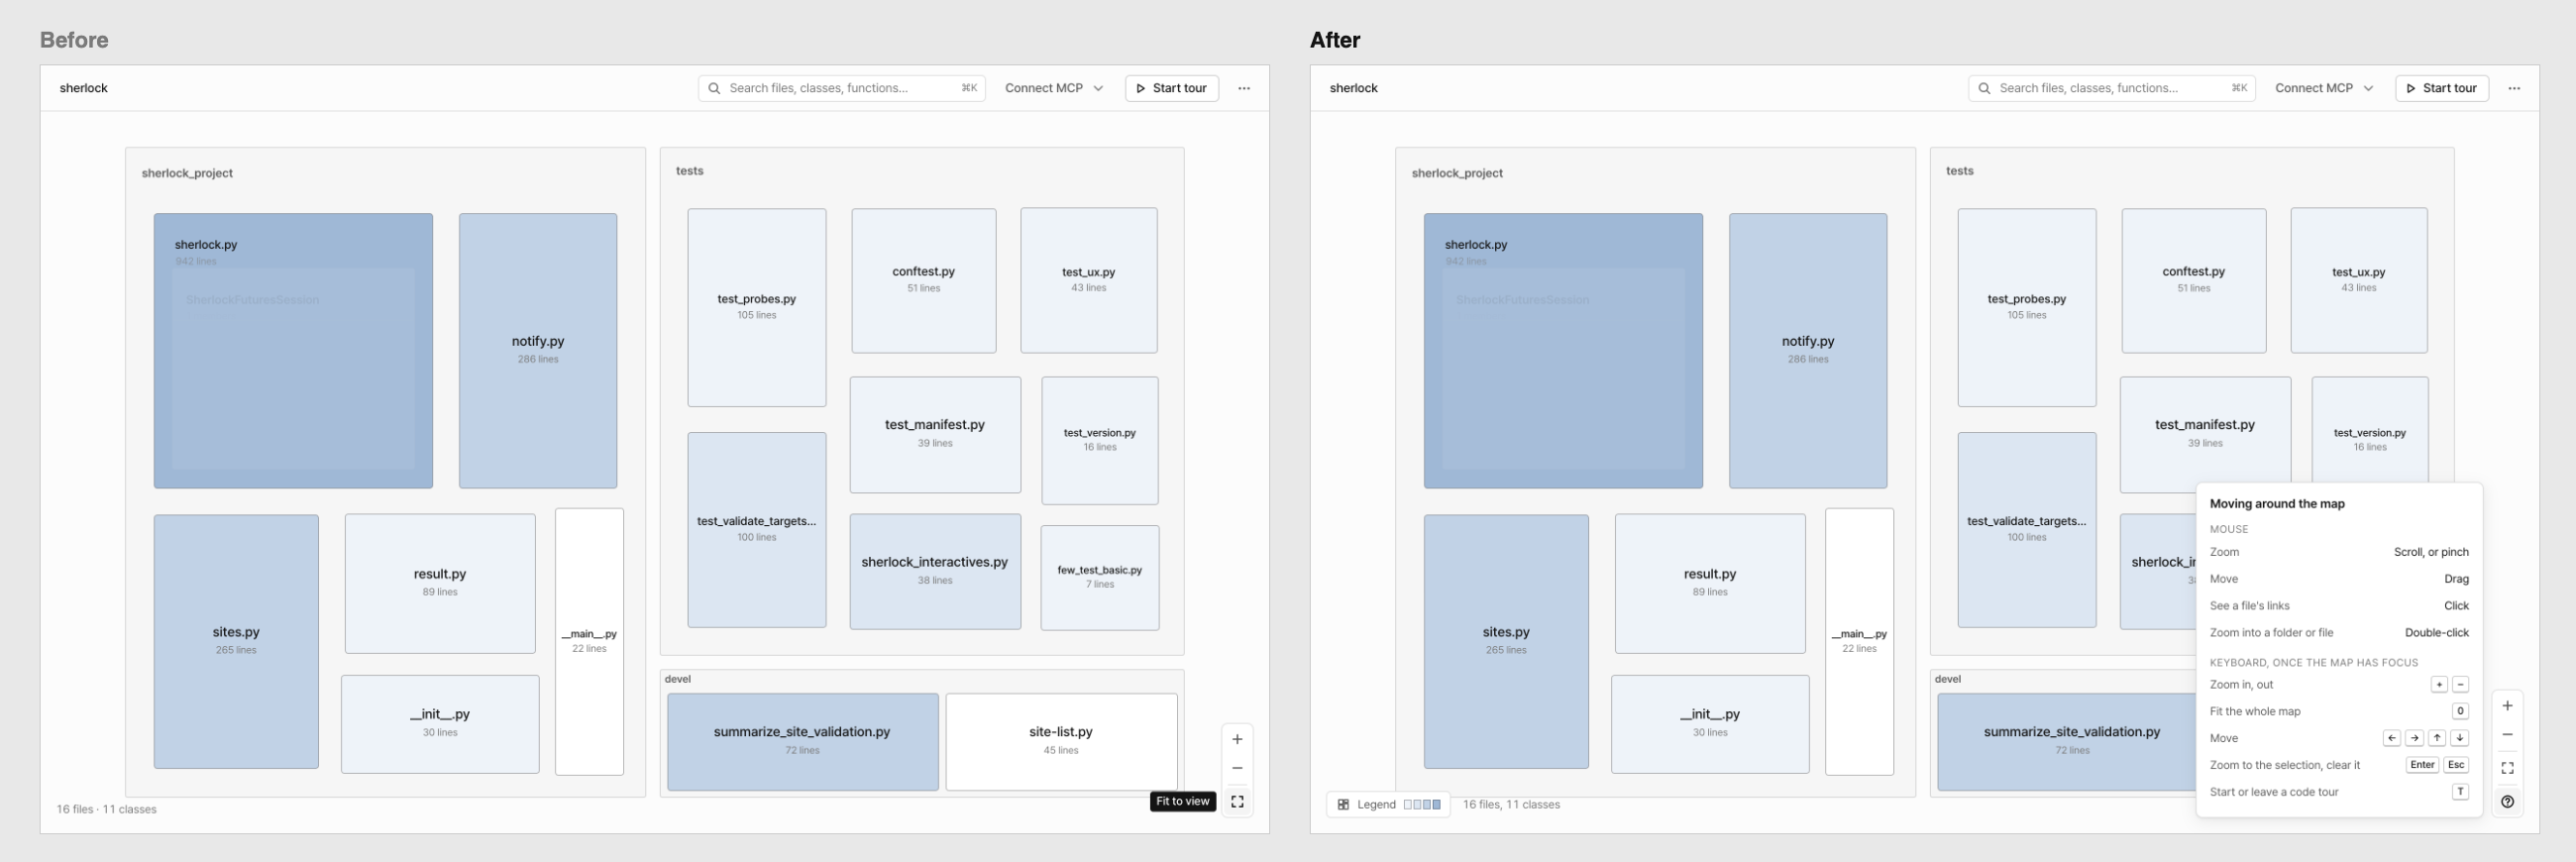 Before
sherlock
Search files, classes, functions...
⌘K
Connect MCP
Start tour
sherlock_project
sherlock.py
942 lines
SherlockFuturesSession
notify.py
286 lines
sites.py
265 lines
result.py
89 lines
__init__.py
30 lines
__main__.py
22 lines
tests
test_probes.py
105 lines
conftest.py
51 lines
test_ux.py
43 lines
test_manifest.py
39 lines
test_version.py
16 lines
test_validate_targets...
100 lines
sherlock_interactives.py
38 lines
few_test_basic.py
7 lines
devel
summarize_site_validation.py
72 lines
site-list.py
45 lines
Fit to view
16 files · 11 classes
After
sherlock
Search files, classes, functions...
⌘K
Connect MCP
Start tour
sherlock_project
sherlock.py
942 lines
SherlockFuturesSession
notify.py
286 lines
sites.py
265 lines
result.py
89 lines
__init__.py
30 lines
__main__.py
22 lines
tests
test_probes.py
105 lines
conftest.py
51 lines
test_ux.py
43 lines
test_manifest.py
39 lines
test_version.py
16 lines
test_validate_targets...
100 lines
sherlock_in
38
devel
summarize_site_validation.py
72 lines
Legend
16 files, 11 classes
Moving around the map
MOUSE
Zoom Scroll, or pinch
Move Drag
See a file's links Click
Zoom into a folder or file Double-click
KEYBOARD, ONCE THE MAP HAS FOCUS
Zoom in, out + −
Fit the whole map 0
Move ← → ↑ ↓
Zoom to the selection, clear it Enter Esc
Start or leave a code tour T